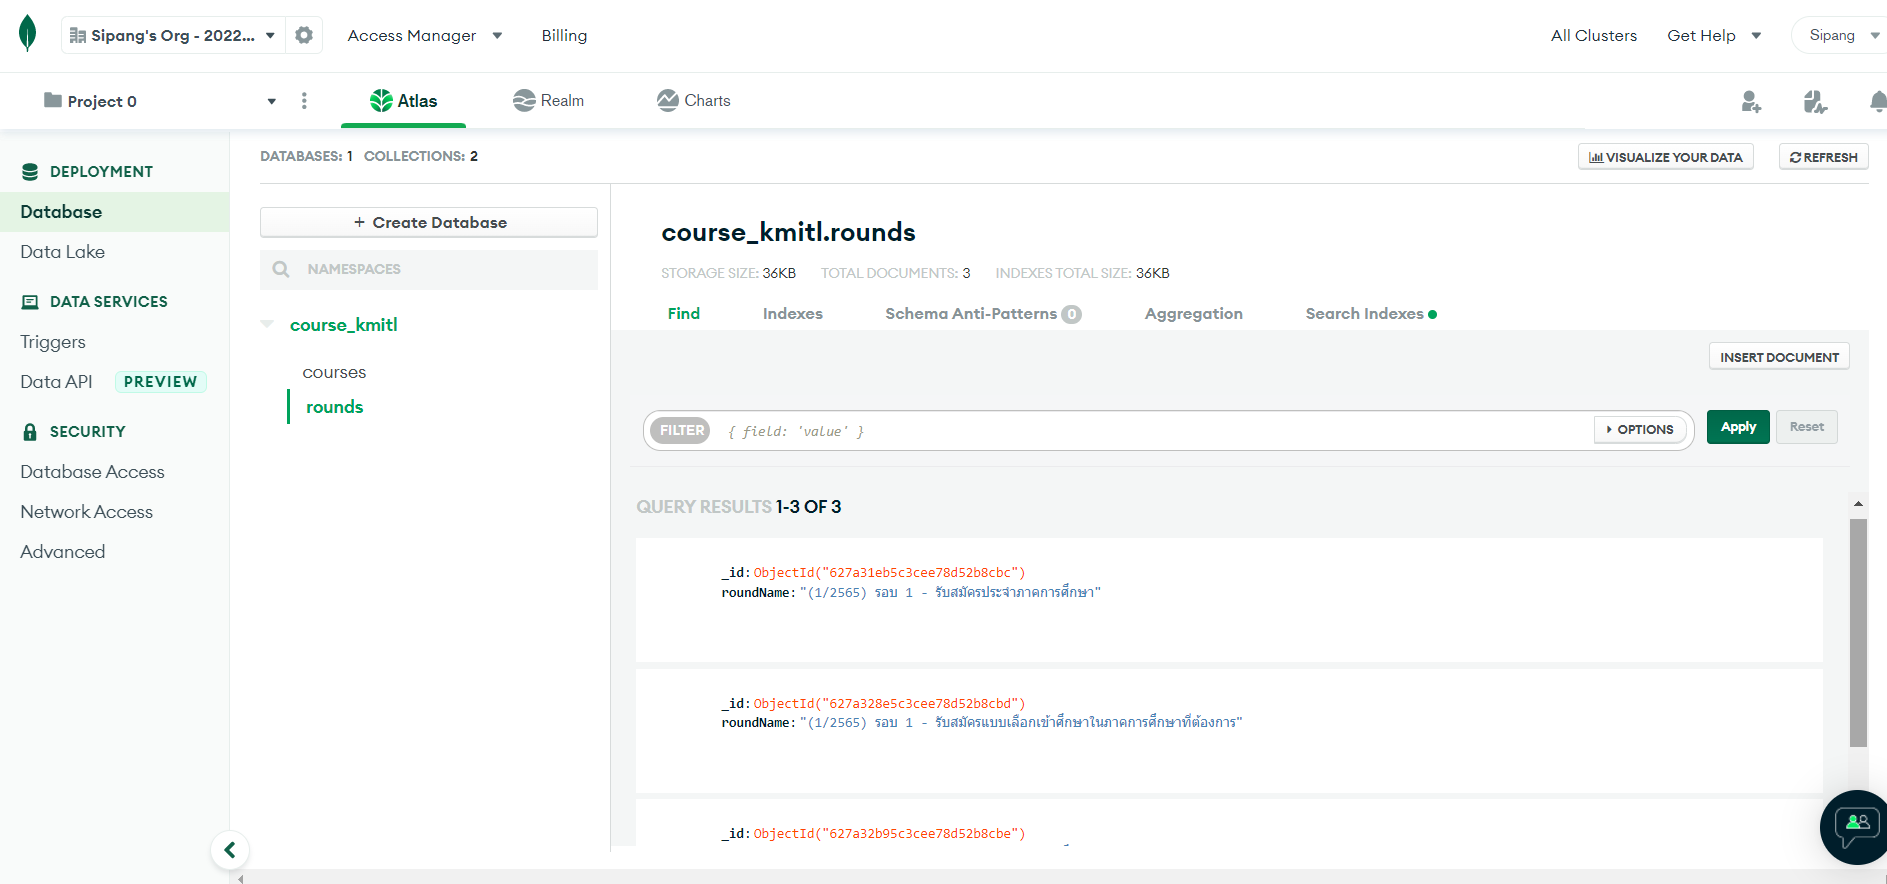 Sipang's Org - 2022...
Access Manager
Billing
All Clusters
Get Help
Sipang
Project 0
Atlas
Realm
Charts
DEPLOYMENT
Database
Data Lake
DATA SERVICES
Triggers
Data API PREVIEW
SECURITY
Database Access
Network Access
Advanced
DATABASES: 1 COLLECTIONS: 2
VISUALIZE YOUR DATA
REFRESH
+ Create Database
NAMESPACES
course_kmitl
courses
rounds
course_kmitl.rounds
STORAGE SIZE: 36KB TOTAL DOCUMENTS: 3 INDEXES TOTAL SIZE: 36KB
Find
Indexes
Schema Anti-Patterns 0
Aggregation
Search Indexes
INSERT DOCUMENT
FILTER { field: 'value' }
OPTIONS
Apply
Reset
QUERY RESULTS 1-3 OF 3
_id: ObjectId("627a31eb5c3cee78d52b8cbc")
roundName: "(1/2565) รอบ 1 - รับสมัครประจำภาคการศึกษา"
_id: ObjectId("627a328e5c3cee78d52b8cbd")
roundName: "(1/2565) รอบ 1 - รับสมัครแบบเลือกเข้าศึกษาในภาคการศึกษาที่ต้องการ"
_id: ObjectId("627a32b95c3cee78d52b8cbe")